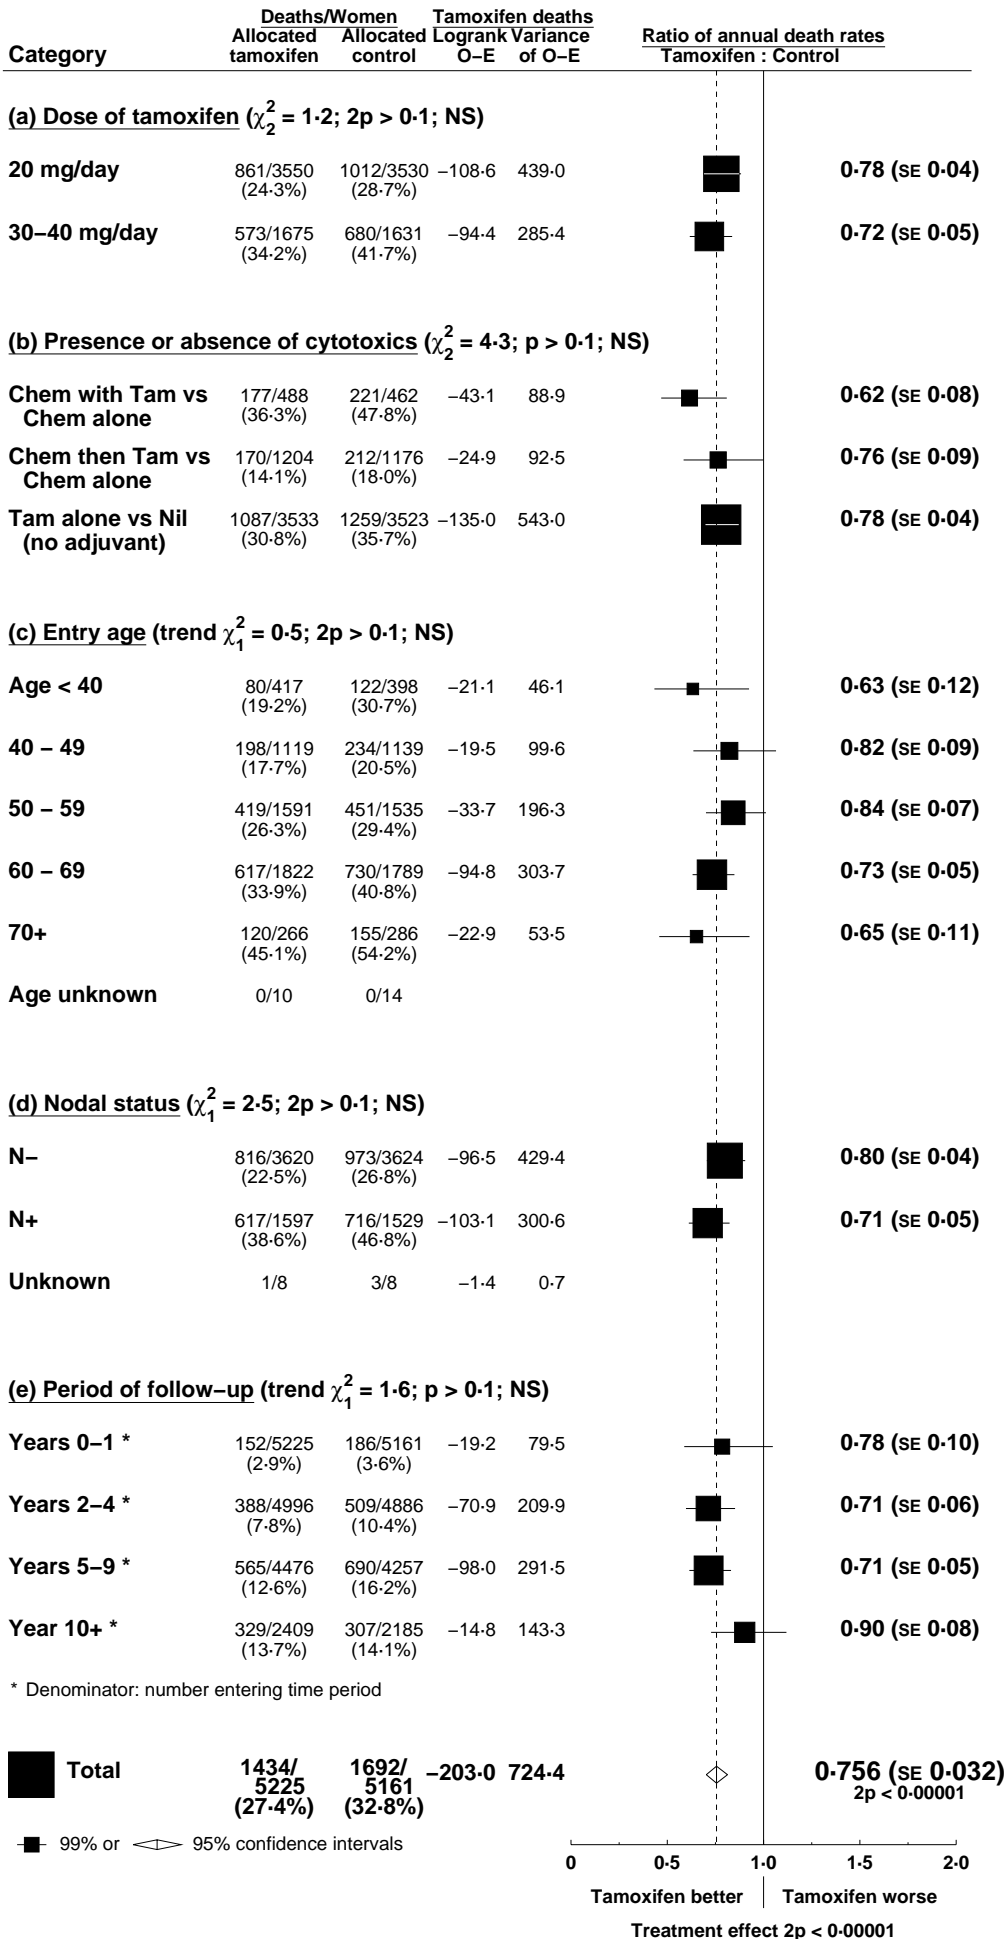 Deaths/Women Tamoxifen deaths
Allocated Allocated Logrank Variance Ratio of annual death rates
Category tamoxifen control O−E of O−E Tamoxifen : Control
(a) Dose of tamoxifen (χ²₂ = 1·2; 2p > 0·1; NS)
20 mg/day 861/3550 1012/3530 −108·6 439·0 0·78 (SE 0·04)
(24·3%) (28·7%)
30−40 mg/day 573/1675 680/1631 −94·4 285·4 0·72 (SE 0·05)
(34·2%) (41·7%)
(b) Presence or absence of cytotoxics (χ²₂ = 4·3; p > 0·1; NS)
Chem with Tam vs 177/488 221/462 −43·1 88·9 0·62 (SE 0·08)
Chem alone (36·3%) (47·8%)
Chem then Tam vs 170/1204 212/1176 −24·9 92·5 0·76 (SE 0·09)
Chem alone (14·1%) (18·0%)
Tam alone vs Nil 1087/3533 1259/3523 −135·0 543·0 0·78 (SE 0·04)
(no adjuvant) (30·8%) (35·7%)
(c) Entry age (trend χ²₁ = 0·5; 2p > 0·1; NS)
Age < 40 80/417 122/398 −21·1 46·1 0·63 (SE 0·12)
(19·2%) (30·7%)
40 − 49 198/1119 234/1139 −19·5 99·6 0·82 (SE 0·09)
(17·7%) (20·5%)
50 − 59 419/1591 451/1535 −33·7 196·3 0·84 (SE 0·07)
(26·3%) (29·4%)
60 − 69 617/1822 730/1789 −94·8 303·7 0·73 (SE 0·05)
(33·9%) (40·8%)
70+ 120/266 155/286 −22·9 53·5 0·65 (SE 0·11)
(45·1%) (54·2%)
Age unknown 0/10 0/14
(d) Nodal status (χ²₁ = 2·5; 2p > 0·1; NS)
N− 816/3620 973/3624 −96·5 429·4 0·80 (SE 0·04)
(22·5%) (26·8%)
N+ 617/1597 716/1529 −103·1 300·6 0·71 (SE 0·05)
(38·6%) (46·8%)
Unknown 1/8 3/8 −1·4 0·7
(e) Period of follow−up (trend χ²₁ = 1·6; p > 0·1; NS)
Years 0−1 * 152/5225 186/5161 −19·2 79·5 0·78 (SE 0·10)
(2·9%) (3·6%)
Years 2−4 * 388/4996 509/4886 −70·9 209·9 0·71 (SE 0·06)
(7·8%) (10·4%)
Years 5−9 * 565/4476 690/4257 −98·0 291·5 0·71 (SE 0·05)
(12·6%) (16·2%)
Year 10+ * 329/2409 307/2185 −14·8 143·3 0·90 (SE 0·08)
(13·7%) (14·1%)
* Denominator: number entering time period
Total 1434/ 1692/ −203·0 724·4 0·756 (SE 0·032)
5225 5161 2p < 0·00001
(27·4%) (32·8%)
99% or 95% confidence intervals
0 0·5 1·0 1·5 2·0
Tamoxifen better Tamoxifen worse
Treatment effect 2p < 0·00001